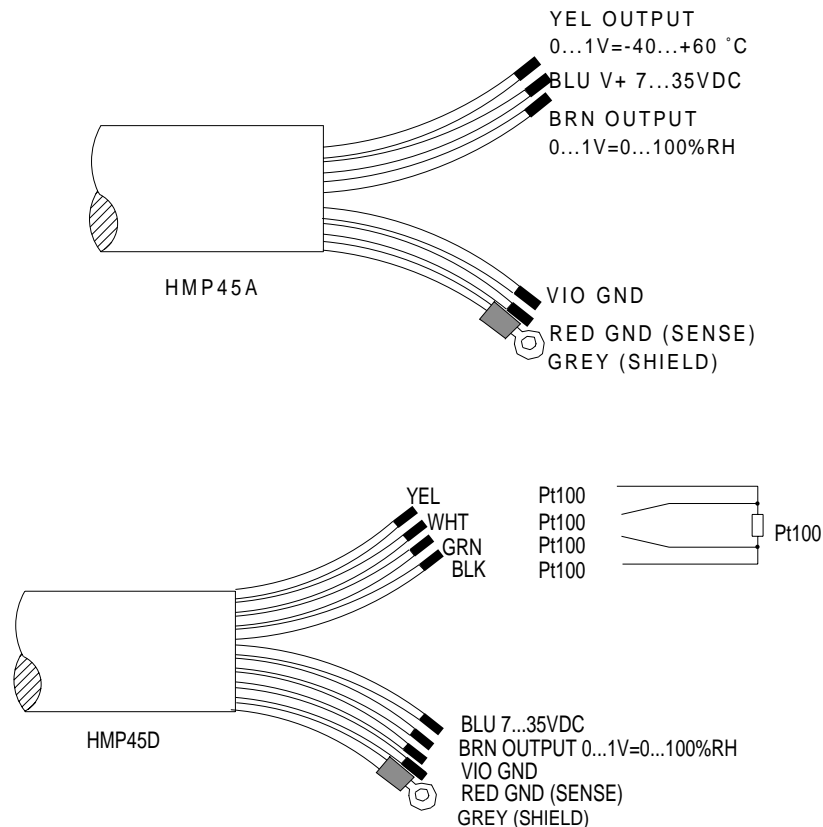 YEL OUTPUT
0...1V=-40...+60 °C
BLU V+ 7...35VDC
BRN OUTPUT
0...1V=0...100%RH
HMP45A
VIO GND
RED GND (SENSE)
GREY (SHIELD)
YEL
WHT
GRN
BLK
Pt100
Pt100
Pt100
Pt100
Pt100
HMP45D
BLU 7...35VDC
BRN OUTPUT 0...1V=0...100%RH
VIO GND
RED GND (SENSE)
GREY (SHIELD)